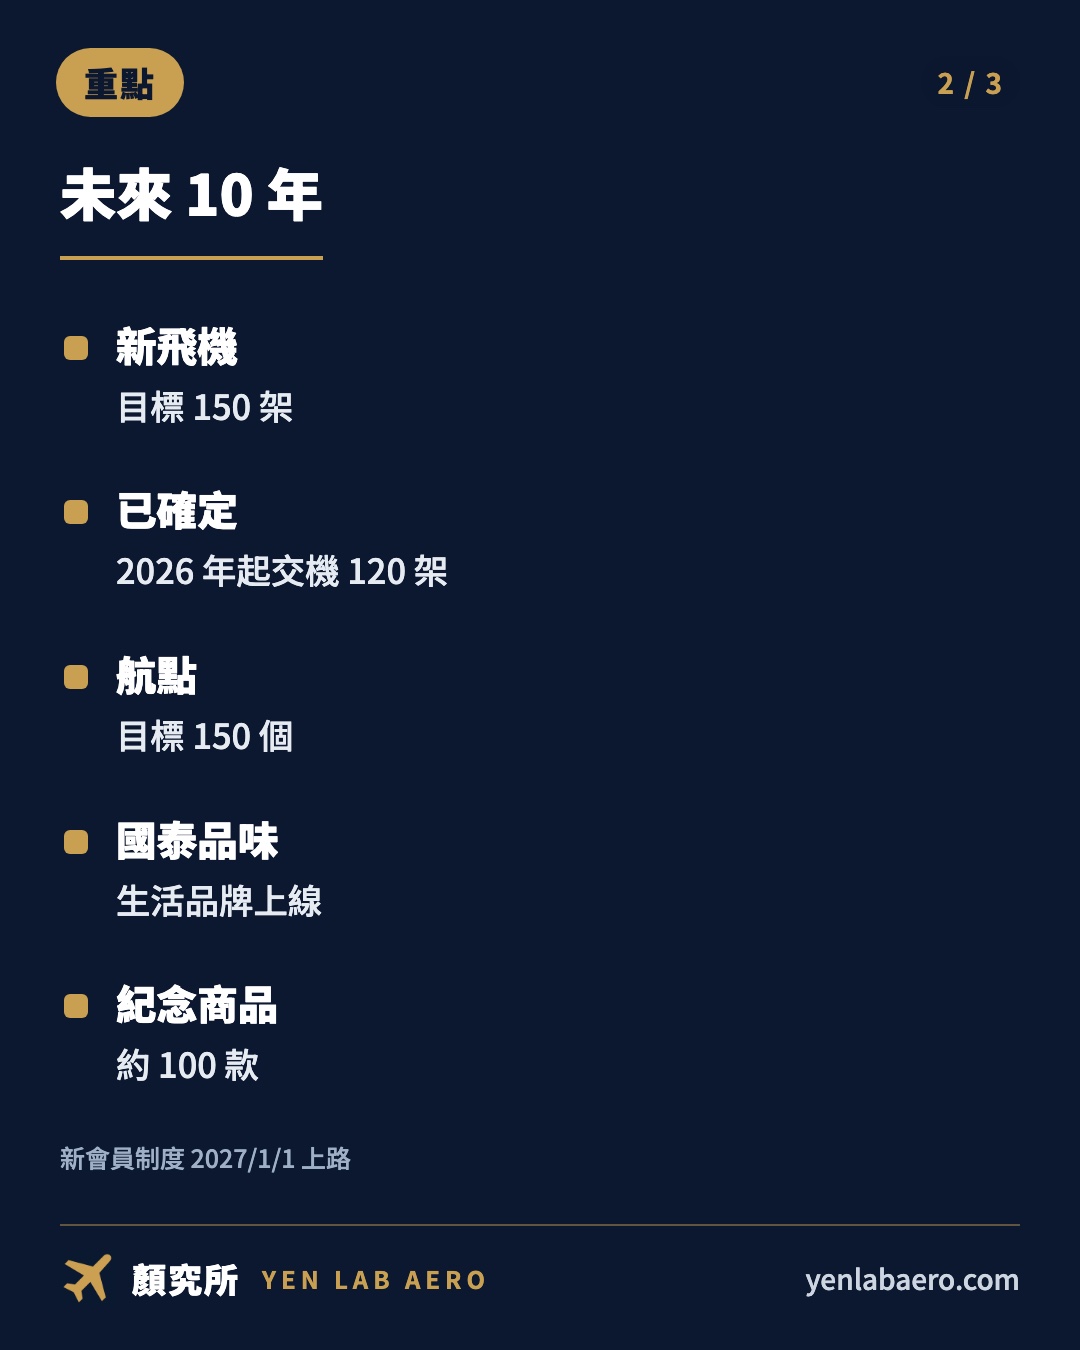 重點
2 / 3
未來 10 年
新飛機
目標 150 架
已確定
2026 年起交機 120 架
航點
目標 150 個
國泰品味
生活品牌上線
紀念商品
約 100 款
新會員制度 2027/1/1 上路
顏究所 YEN LAB AERO
yenlabaero.com